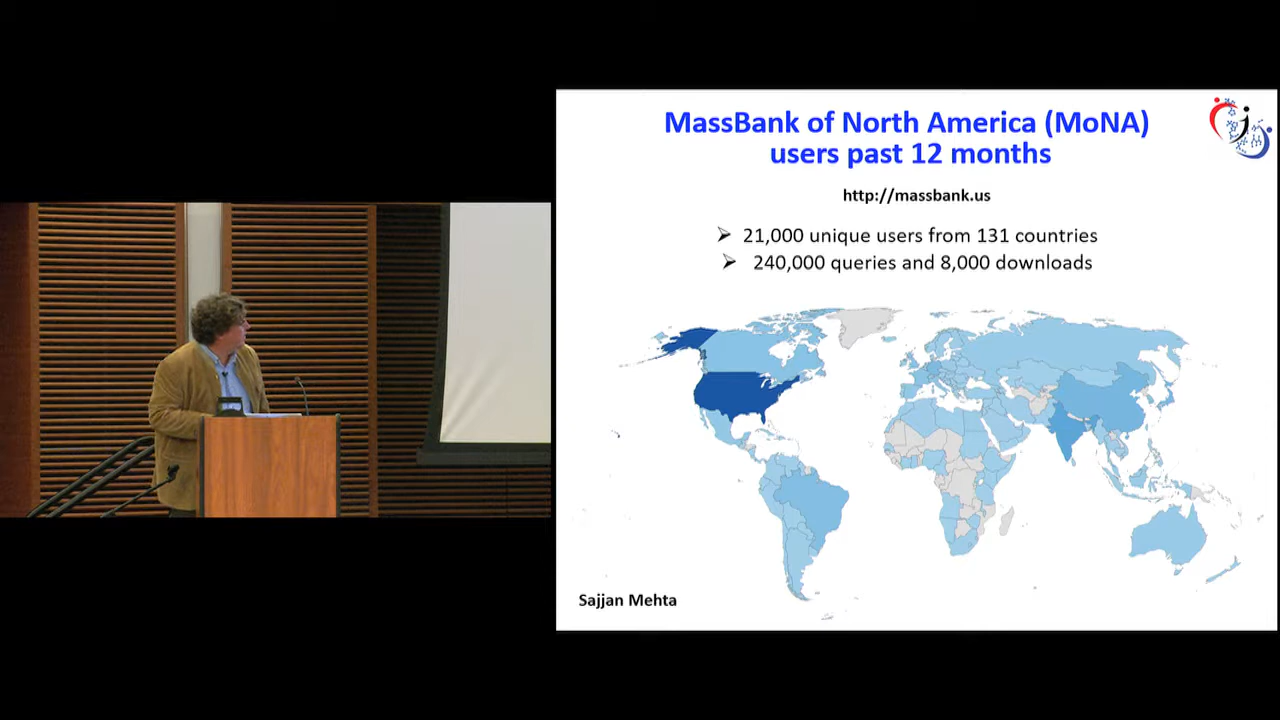 MassBank of North America (MoNA)
users past 12 months
http://massbank.us
21,000 unique users from 131 countries
240,000 queries and 8,000 downloads
Sajjan Mehta